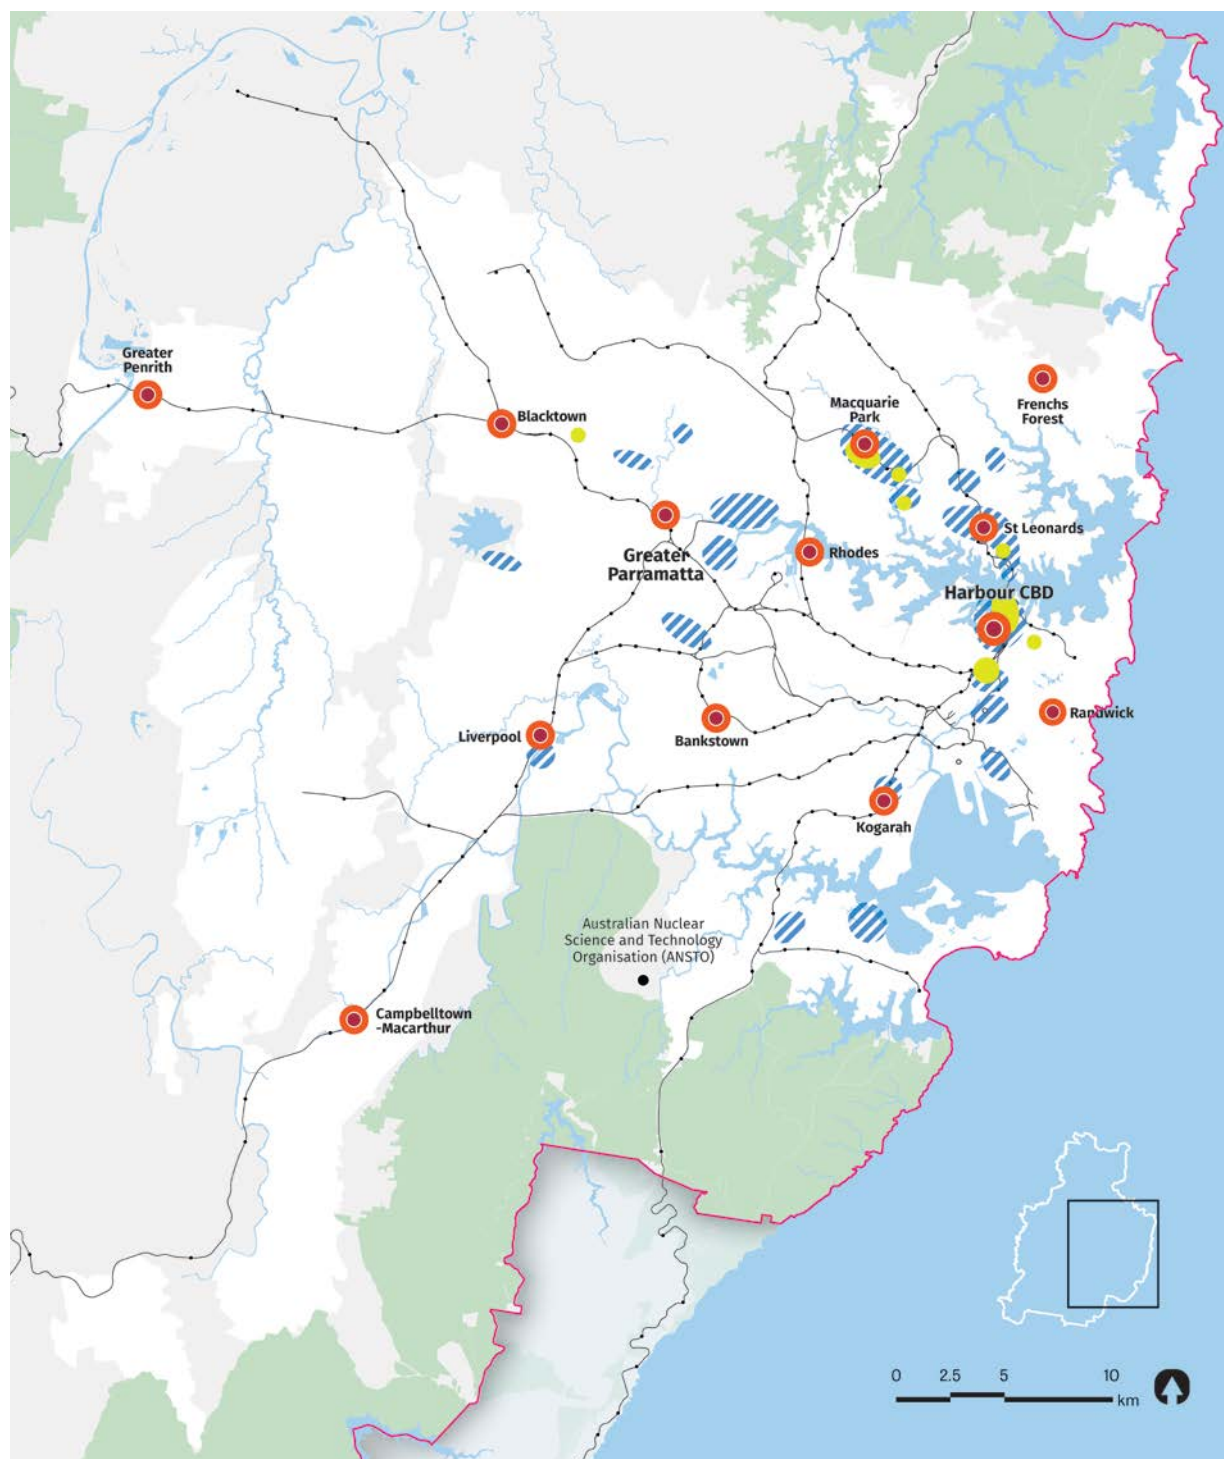 Greater
Penrith
Blacktown
Macquarie
Park
Frenchs
Forest
St Leonards
Greater
Parramatta
Rhodes
Harbour CBD
Liverpool
Bankstown
Randwick
Kogarah
Australian Nuclear
Science and Technology
Organisation (ANSTO)
Campbelltown
-Macarthur
0 2.5 5 10
km